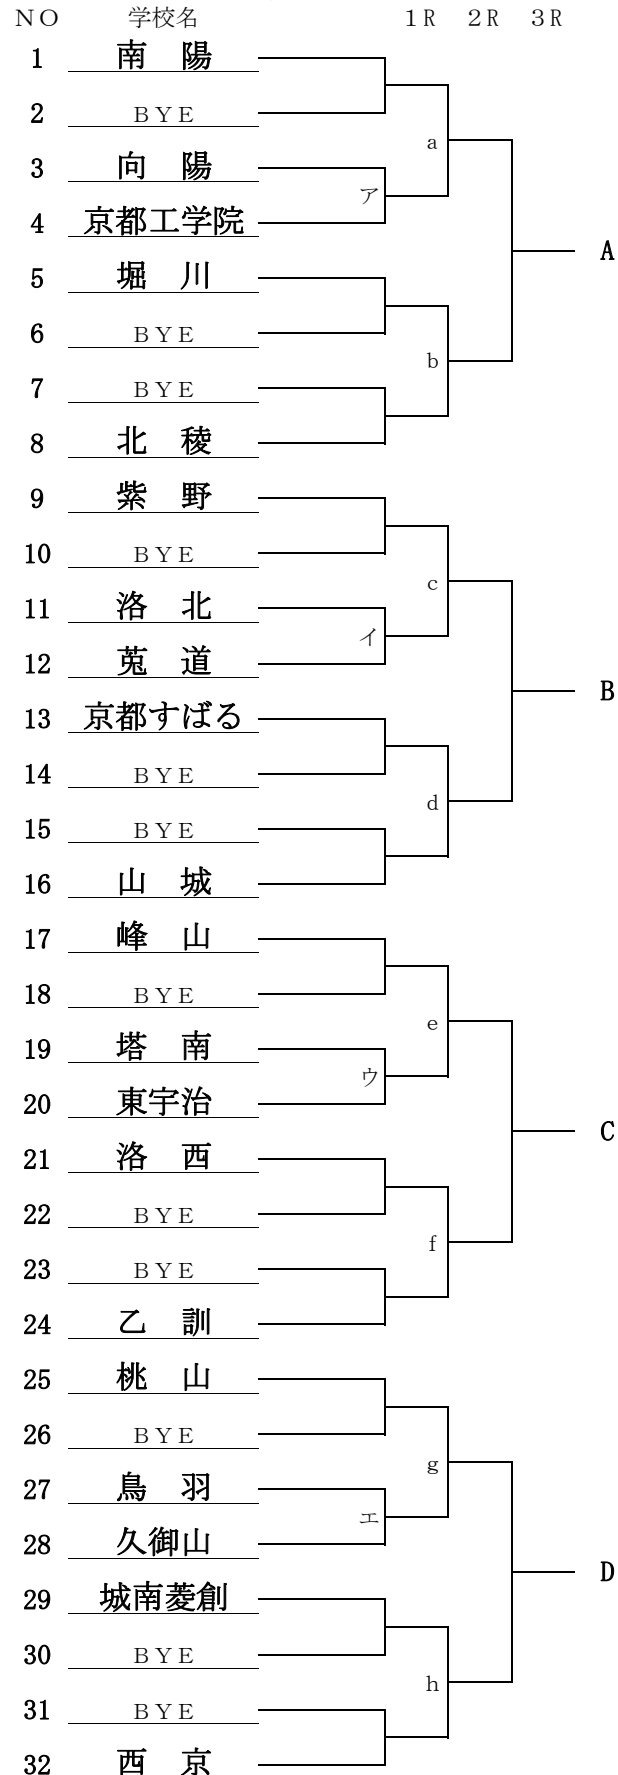 ＮＯ 学校名 １R ２R ３R
1 南　陽
2 ＢＹＥ
a
3 向　陽
ア
4 京都工学院
A
5 堀　川
6 ＢＹＥ
b
7 ＢＹＥ
8 北　稜
9 紫　野
10 ＢＹＥ
c
11 洛　北
イ
12 莵　道
B
13 京都すばる
14 ＢＹＥ
d
15 ＢＹＥ
16 山　城
17 峰　山
18 ＢＹＥ
e
19 塔　南
ウ
20 東宇治
C
21 洛　西
22 ＢＹＥ
f
23 ＢＹＥ
24 乙　訓
25 桃　山
26 ＢＹＥ
g
27 鳥　羽
エ
28 久御山
D
29 城南菱創
30 ＢＹＥ
h
31 ＢＹＥ
32 西　京